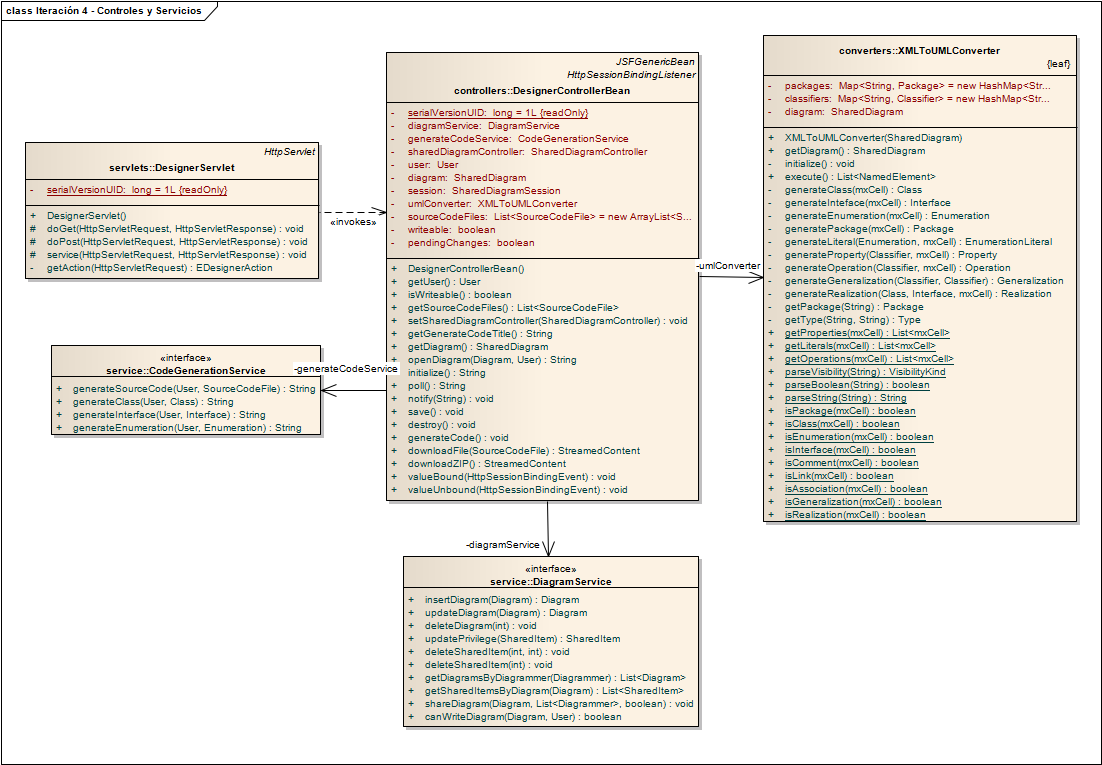 class Iteración 4 - Controles y Servicios
HttpServlet
servlets::DesignerServlet
- serialVersionUID: long = 1L {readOnly}
+ DesignerServlet()
# doGet(HttpServletRequest, HttpServletResponse) : void
# doPost(HttpServletRequest, HttpServletResponse) : void
# service(HttpServletRequest, HttpServletResponse) : void
- getAction(HttpServletRequest) : EDesignerAction
«invokes»
JSFGenericBean
HttpSessionBindingListener
controllers::DesignerControllerBean
- serialVersionUID: long = 1L {readOnly}
- diagramService: DiagramService
- generateCodeService: CodeGenerationService
- sharedDiagramController: SharedDiagramController
- user: User
- diagram: SharedDiagram
- session: SharedDiagramSession
- umlConverter: XMLToUMLConverter
- sourceCodeFiles: List<SourceCodeFile> = new ArrayList<S...
- writeable: boolean
- pendingChanges: boolean
+ DesignerControllerBean()
+ getUser() : User
+ isWriteable() : boolean
+ getSourceCodeFiles() : List<SourceCodeFile>
+ setSharedDiagramController(SharedDiagramController) : void
+ getGenerateCodeTitle() : String
+ getDiagram() : SharedDiagram
+ openDiagram(Diagram, User) : String
+ initialize() : String
+ poll() : String
+ notify(String) : void
+ save() : void
+ destroy() : void
+ generateCode() : void
+ downloadFile(SourceCodeFile) : StreamedContent
+ downloadZIP() : StreamedContent
+ valueBound(HttpSessionBindingEvent) : void
+ valueUnbound(HttpSessionBindingEvent) : void
-umlConverter
converters::XMLToUMLConverter
{leaf}
- packages: Map<String, Package> = new HashMap<Str...
- classifiers: Map<String, Classifier> = new HashMap<Str...
- diagram: SharedDiagram
+ XMLToUMLConverter(SharedDiagram)
+ getDiagram() : SharedDiagram
- initialize() : void
+ execute() : List<NamedElement>
- generateClass(mxCell) : Class
- generateInteface(mxCell) : Interface
- generateEnumeration(mxCell) : Enumeration
- generatePackage(mxCell) : Package
- generateLiteral(Enumeration, mxCell) : EnumerationLiteral
- generateProperty(Classifier, mxCell) : Property
- generateOperation(Classifier, mxCell) : Operation
- generateGeneralization(Classifier, Classifier) : Generalization
- generateRealization(Class, Interface, mxCell) : Realization
- getPackage(String) : Package
- getType(String, String) : Type
+ getProperties(mxCell) : List<mxCell>
+ getLiterals(mxCell) : List<mxCell>
+ getOperations(mxCell) : List<mxCell>
+ parseVisibility(String) : VisibilityKind
+ parseBoolean(String) : boolean
+ parseString(String) : String
+ isPackage(mxCell) : boolean
+ isClass(mxCell) : boolean
+ isEnumeration(mxCell) : boolean
+ isInterface(mxCell) : boolean
+ isComment(mxCell) : boolean
+ isLink(mxCell) : boolean
+ isAssociation(mxCell) : boolean
+ isGeneralization(mxCell) : boolean
+ isRealization(mxCell) : boolean
-generateCodeService
«interface»
service::CodeGenerationService
+ generateSourceCode(User, SourceCodeFile) : String
+ generateClass(User, Class) : String
+ generateInterface(User, Interface) : String
+ generateEnumeration(User, Enumeration) : String
-diagramService
«interface»
service::DiagramService
+ insertDiagram(Diagram) : Diagram
+ updateDiagram(Diagram) : Diagram
+ deleteDiagram(int) : void
+ updatePrivilege(SharedItem) : SharedItem
+ deleteSharedItem(int, int) : void
+ deleteSharedItem(int) : void
+ getDiagramsByDiagrammer(Diagrammer) : List<Diagram>
+ getSharedItemsByDiagram(Diagram) : List<SharedItem>
+ shareDiagram(Diagram, List<Diagrammer>, boolean) : void
+ canWriteDiagram(Diagram, User) : boolean